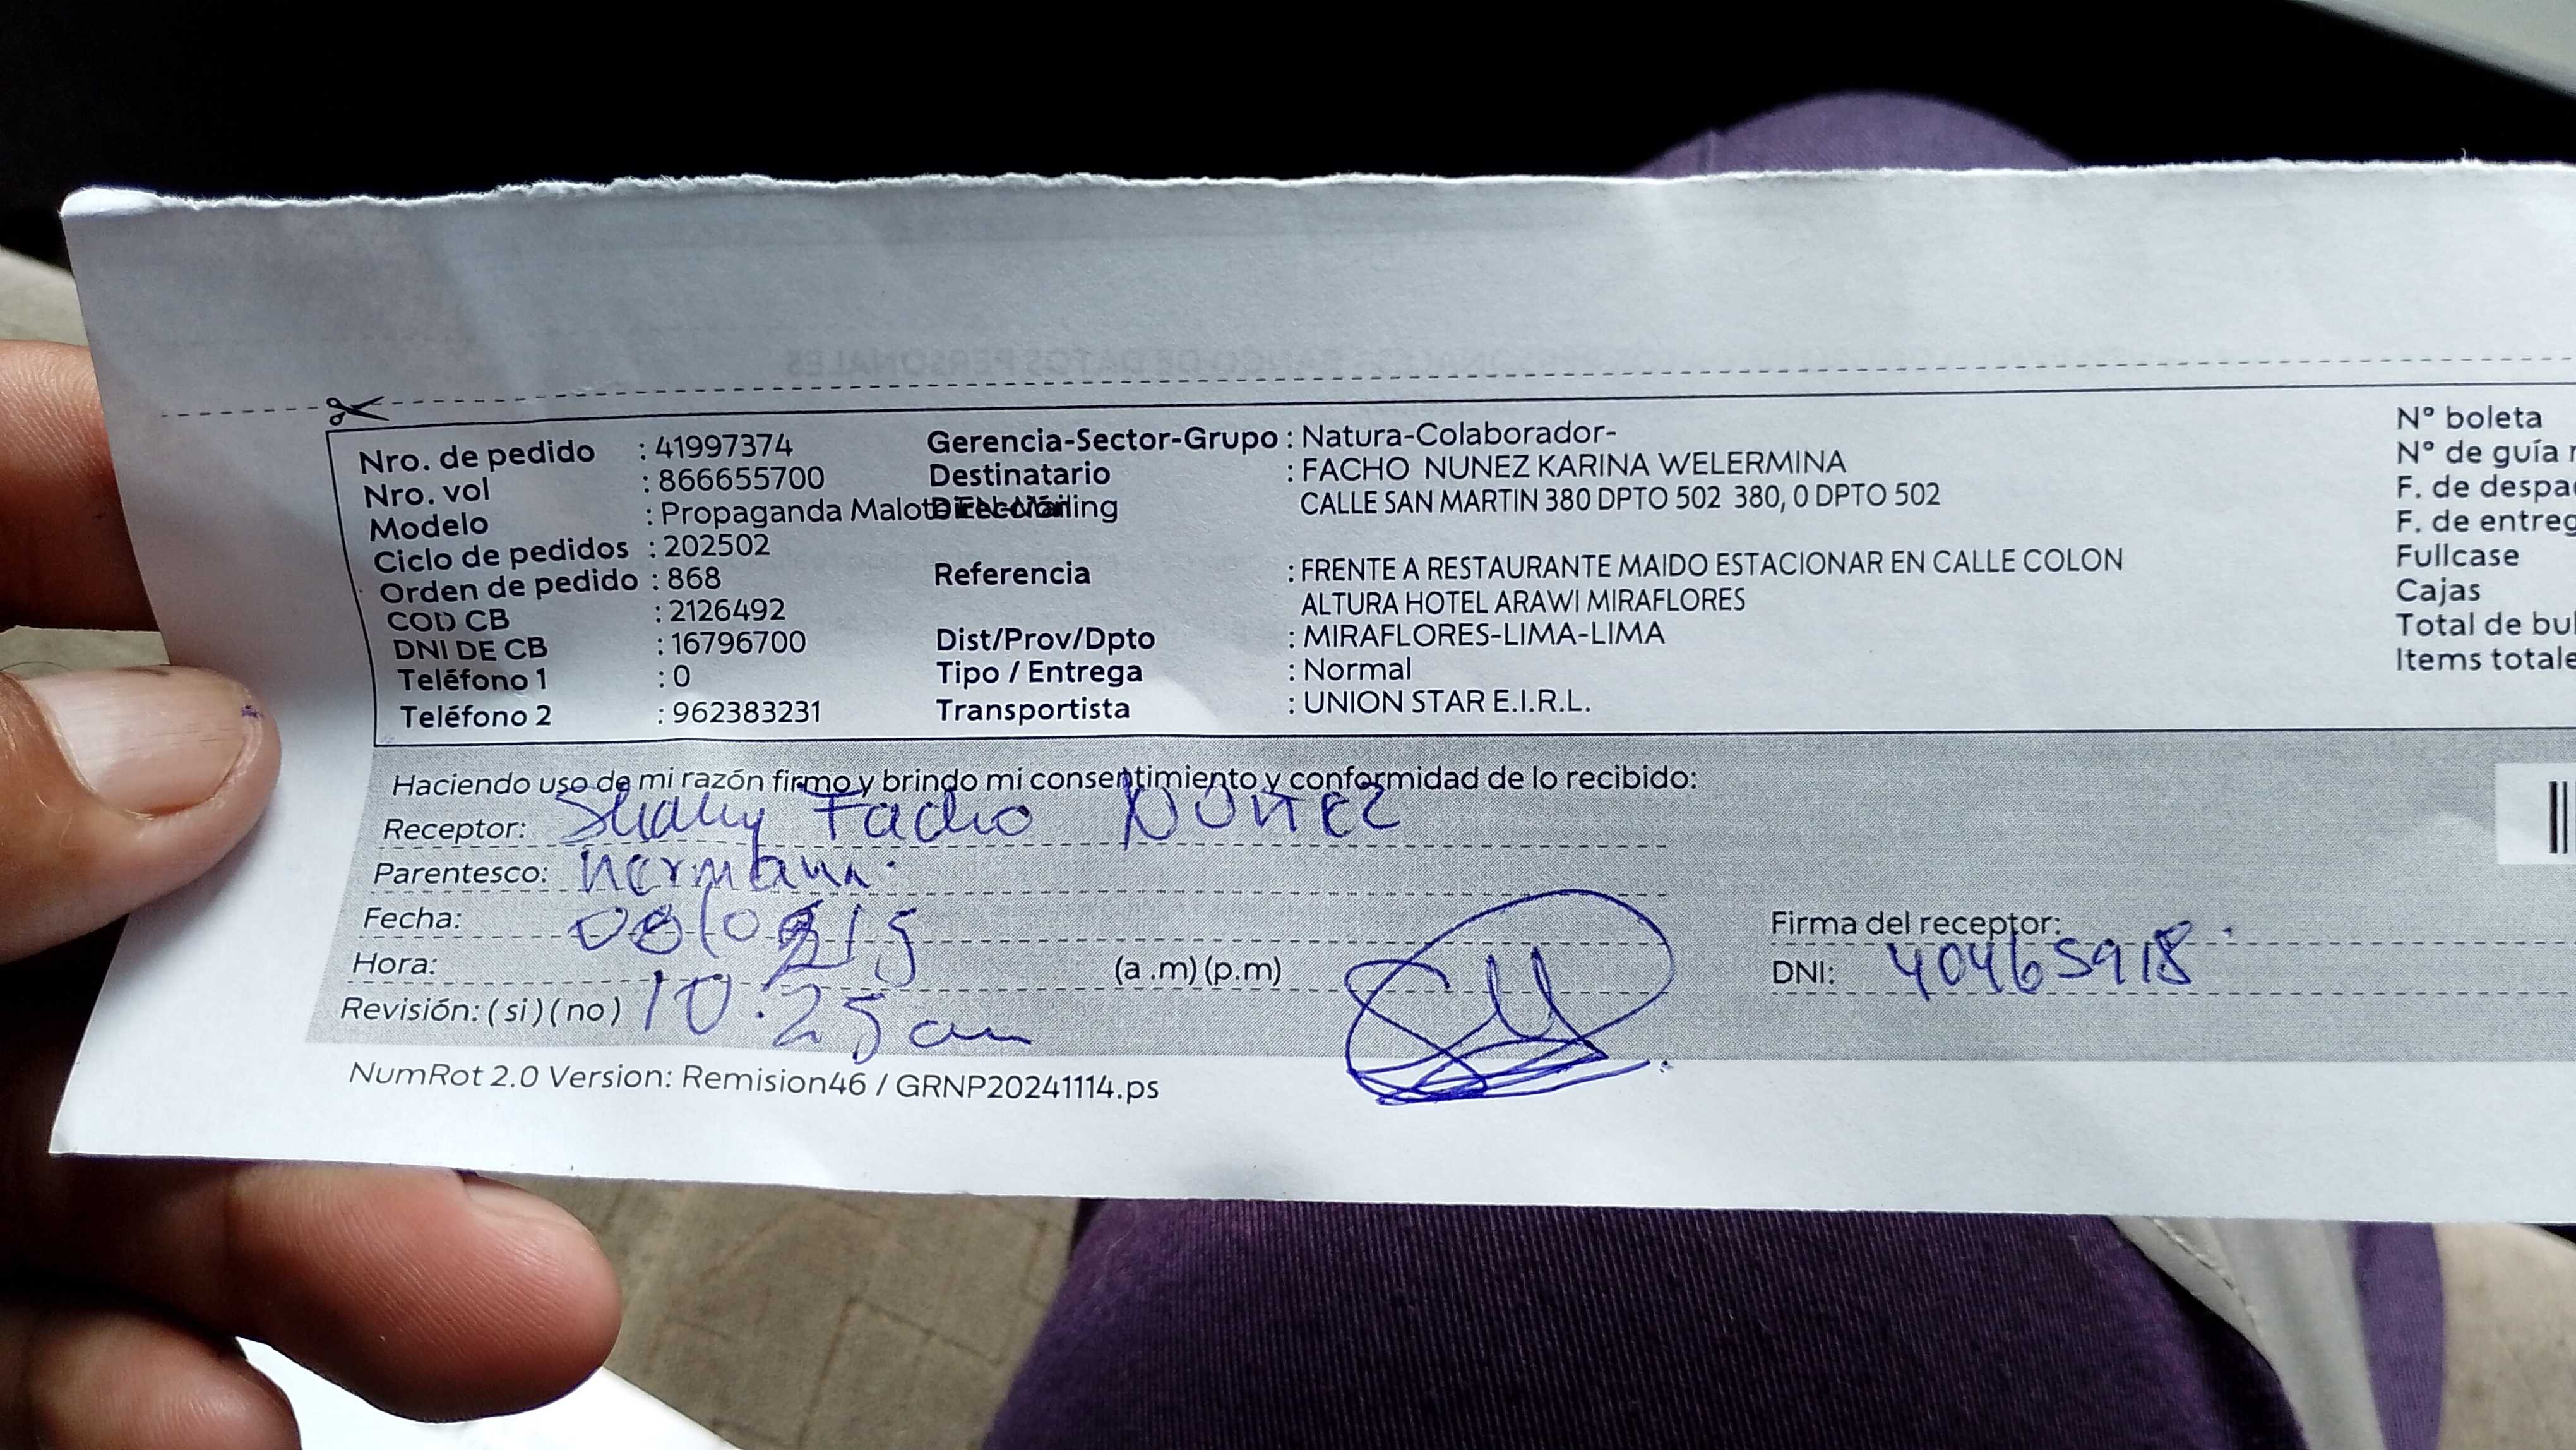 Nro. de pedido : 41997374
Nro. vol : 866655700
Modelo : Propaganda Malote
Ciclo de pedidos : 202502
Orden de pedido : 868
COD CB : 2126492
DNI DE CB : 16796700
Teléfono 1 : 0
Teléfono 2 : 962383231
Gerencia-Sector-Grupo : Natura-Colaborador-
Destinatario : FACHO NUNEZ KARINA WELERMINA
Dirección CALLE SAN MARTIN 380 DPTO 502 380, 0 DPTO 502
Referencia : FRENTE A RESTAURANTE MAIDO ESTACIONAR EN CALLE COLON
ALTURA HOTEL ARAWI MIRAFLORES
Dist/Prov/Dpto : MIRAFLORES-LIMA-LIMA
Tipo / Entrega : Normal
Transportista : UNION STAR E.I.R.L.
N° boleta
N° de guía r
F. de despa
F. de entreg
Fullcase
Cajas
Total de bul
Items totale
Haciendo uso de mi razón firmo y brindo mi consentimiento y conformidad de lo recibido:
Receptor: Facho Nuñez
Parentesco: hermana
Fecha:
Hora: (a .m) (p.m)
Revisión: ( si ) ( no ) 10:25 am
Firma del receptor:
DNI: 40465918
NumRot 2.0 Version: Remision46 / GRNP20241114.ps